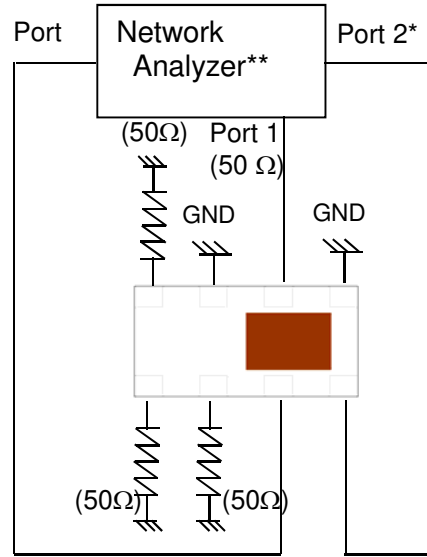 Port
Network
Analyzer**
Port 2*
(50Ω)
Port 1
(50 Ω)
GND
GND
(50Ω)
(50Ω)